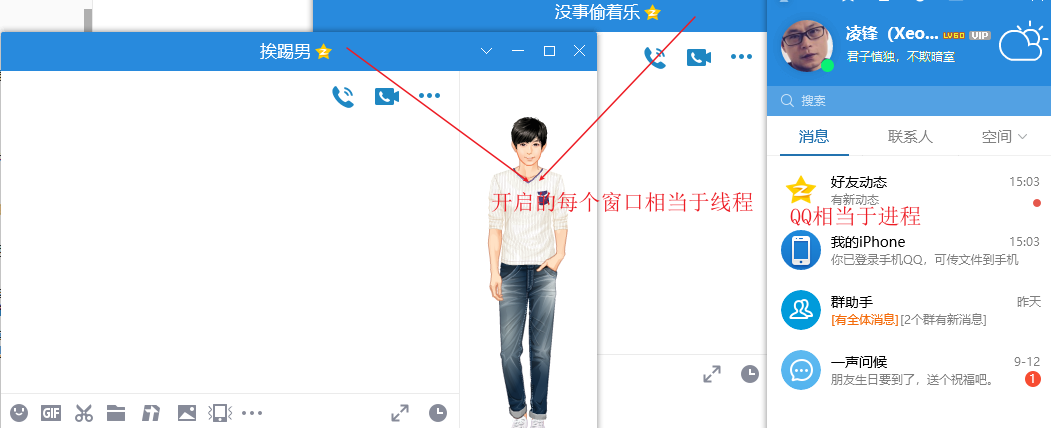 没事偷着乐
挨踢男
开启的每个窗口相当于线程
GIF
凌锋（Xeo... LV60 VIP
君子慎独，不欺暗室
搜索
消息 联系人 空间
好友动态 15:03
有新动态
QQ相当于进程
我的iPhone 15:03
你已登录手机QQ，可传文件到手机
群助手 昨天
[有全体消息][2个群有新消息]
一声问候 9-12
朋友生日要到了，送个祝福吧。 1